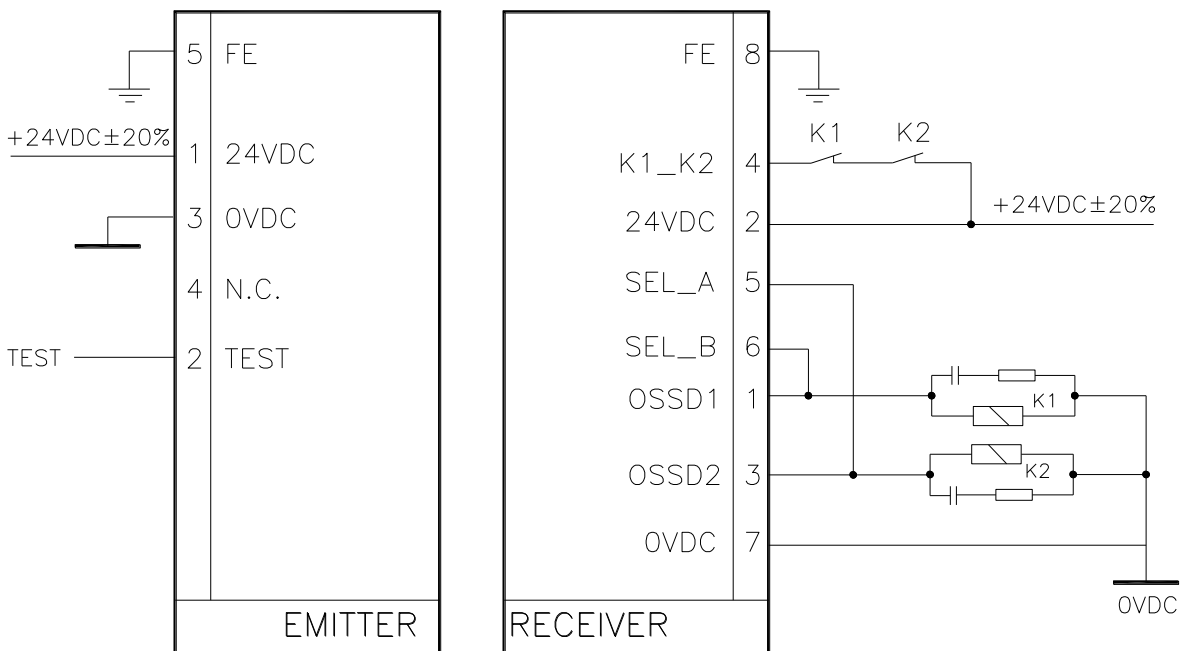 5 FE
+24VDC±20%
1 24VDC
3 0VDC
4 N.C.
TEST 2 TEST
EMITTER
FE 8
K1 K2
K1_K2 4
+24VDC±20%
24VDC 2
SEL_A 5
SEL_B 6
OSSD1 1
K1
OSSD2 3
K2
0VDC 7
0VDC
RECEIVER